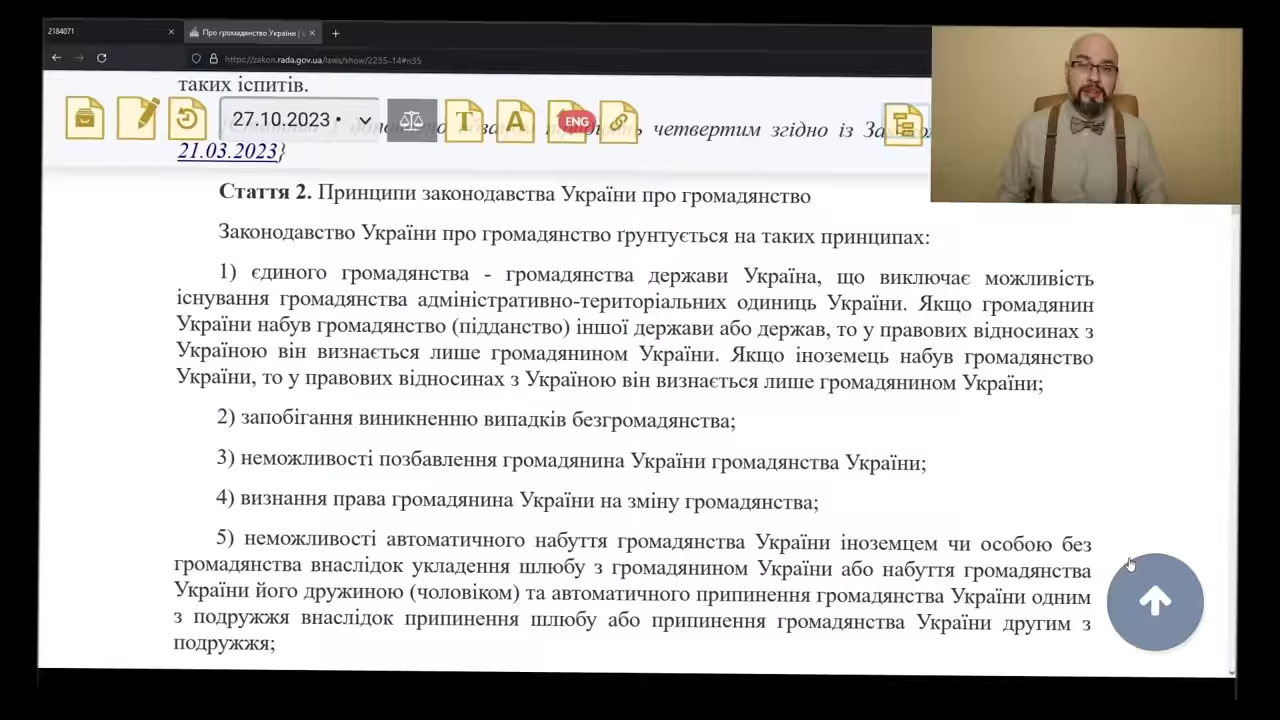 2184071
Про громадянство України |
https://zakon.rada.gov.ua/laws/show/2235-14#n35
таких іспитів.
27.10.2023 •
T
A
ENG
четвертим згідно із
21.03.2023}
Стаття 2. Принципи законодавства України про громадянство
Законодавство України про громадянство ґрунтується на таких принципах:
1) єдиного громадянства - громадянства держави Україна, що виключає можливість
існування громадянства адміністративно-територіальних одиниць України. Якщо громадянин
України набув громадянство (підданство) іншої держави або держав, то у правових відносинах з
Україною він визнається лише громадянином України. Якщо іноземець набув громадянство
України, то у правових відносинах з Україною він визнається лише громадянином України;
2) запобігання виникненню випадків безгромадянства;
3) неможливості позбавлення громадянина України громадянства України;
4) визнання права громадянина України на зміну громадянства;
5) неможливості автоматичного набуття громадянства України іноземцем чи особою без
громадянства внаслідок укладення шлюбу з громадянином України або набуття громадянства
України його дружиною (чоловіком) та автоматичного припинення громадянства України одним
з подружжя внаслідок припинення шлюбу або припинення громадянства України другим з
подружжя;